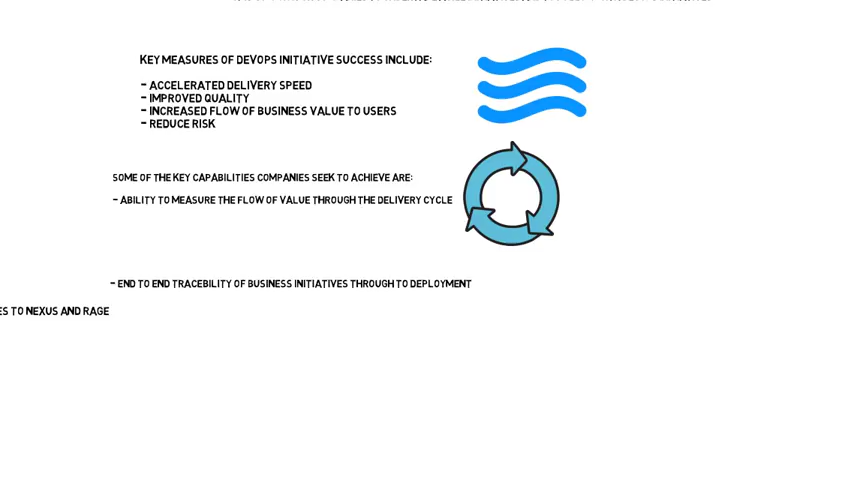 KEY MEASURES OF DEVOPS INITIATIVE SUCCESS INCLUDE:
- ACCELERATED DELIVERY SPEED
- IMPROVED QUALITY
- INCREASED FLOW OF BUSINESS VALUE TO USERS
- REDUCE RISK
SOME OF THE KEY CAPABILITIES COMPANIES SEEK TO ACHIEVE ARE:
- ABILITY TO MEASURE THE FLOW OF VALUE THROUGH THE DELIVERY CYCLE
- END TO END TRACEBILITY OF BUSINESS INITIATIVES THROUGH TO DEPLOYMENT
TO NEXUS AND RAGE